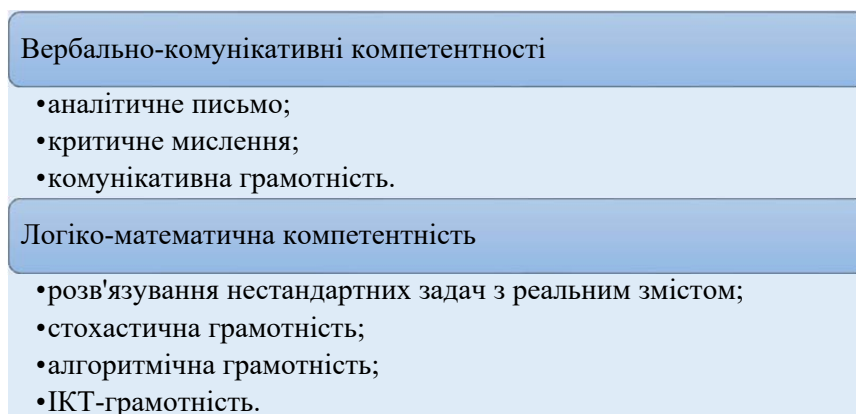 Вербально-комунікативні компетентності
•аналітичне письмо;
•критичне мислення;
•комунікативна грамотність.
Логіко-математична компетентність
•розв'язування нестандартних задач з реальним змістом;
•стохастична грамотність;
•алгоритмічна грамотність;
•ІКТ-грамотність.